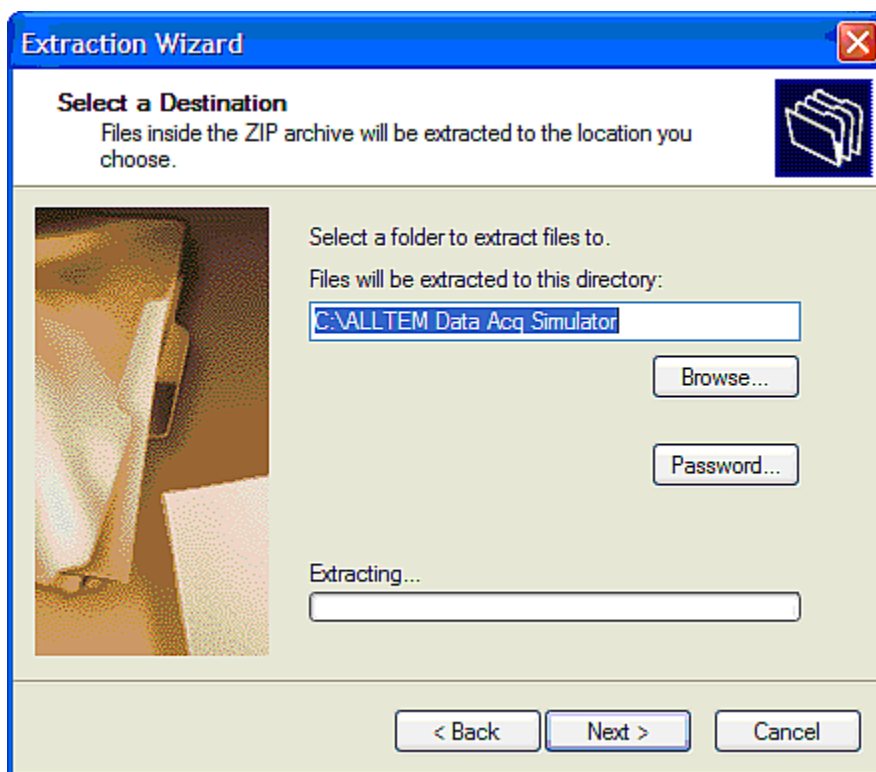 Extraction Wizard
Select a Destination
Files inside the ZIP archive will be extracted to the location you
choose.
Select a folder to extract files to.
Files will be extracted to this directory:
C:\ALLTEM Data Acq Simulator
Browse...
Password...
Extracting...
< Back
Next >
Cancel